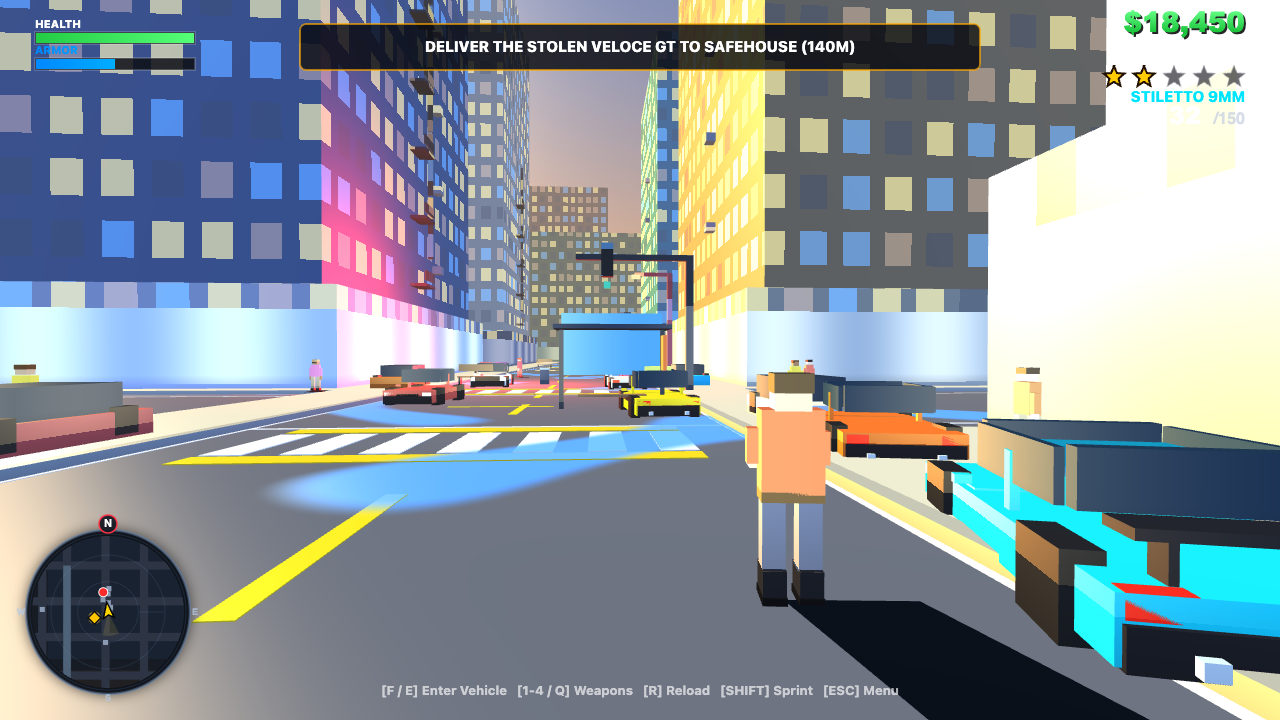 HEALTH
ARMOR
DELIVER THE STOLEN VELOCE GT TO SAFEHOUSE (140M)
$18,450
STILETTO 9MM
32 /150
N
W
E
S
[F / E] Enter Vehicle [1-4 / Q] Weapons [R] Reload [SHIFT] Sprint [ESC] Menu